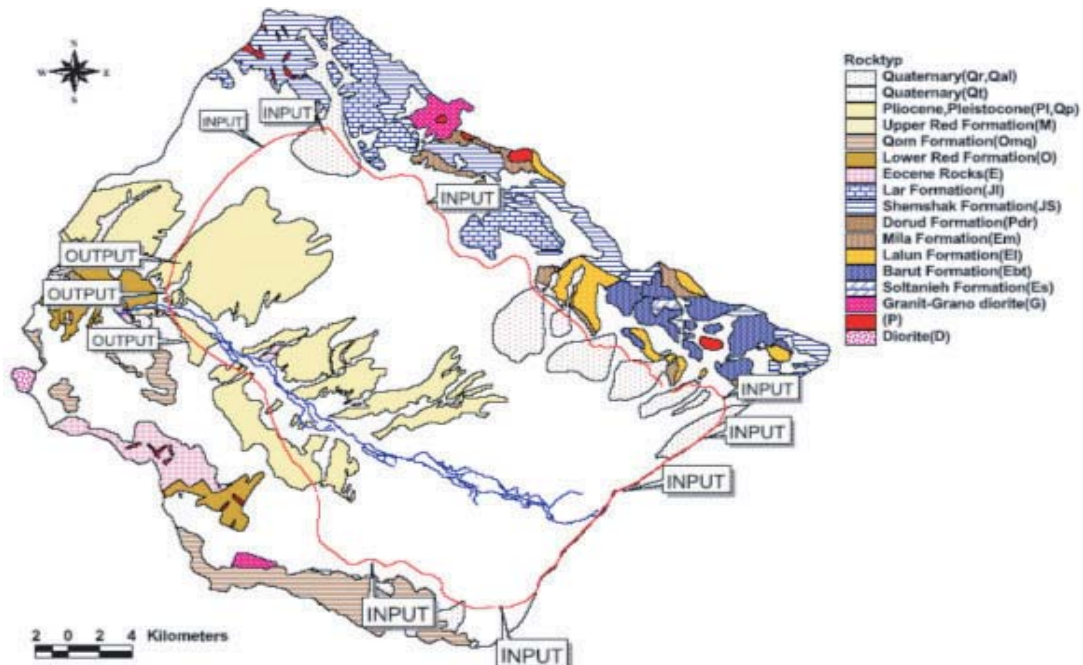 N
W E
S
INPUT
INPUT
INPUT
OUTPUT
OUTPUT
OUTPUT
INPUT
INPUT
INPUT
INPUT
INPUT
2 0 2 4 Kilometers
Rocktyp
Quaternary(Qr,Qal)
Quaternary(Qt)
Pliocene,Pleistocone(Pl,Qp)
Upper Red Formation(M)
Qom Formation(Omq)
Lower Red Formation(O)
Eocene Rocks(E)
Lar Formation(Jl)
Shemshak Formation(JS)
Dorud Formation(Pdr)
Mila Formation(Em)
Lalun Formation(El)
Barut Formation(Ebt)
Soltanieh Formation(Es)
Granit-Grano diorite(G)
(P)
Diorite(D)